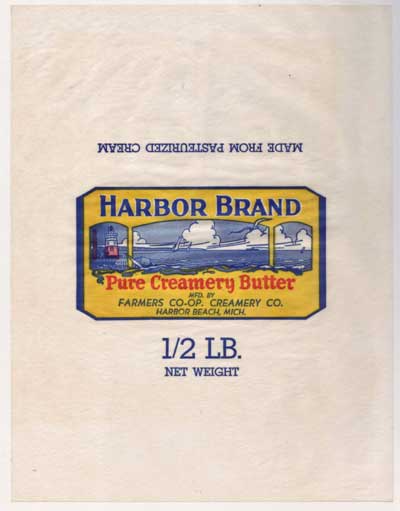 MADE FROM PASTEURIZED CREAM
HARBOR BRAND
Pure Creamery Butter
MFD. BY
FARMERS CO-OP. CREAMERY CO.
HARBOR BEACH, MICH.
1/2 LB.
NET WEIGHT